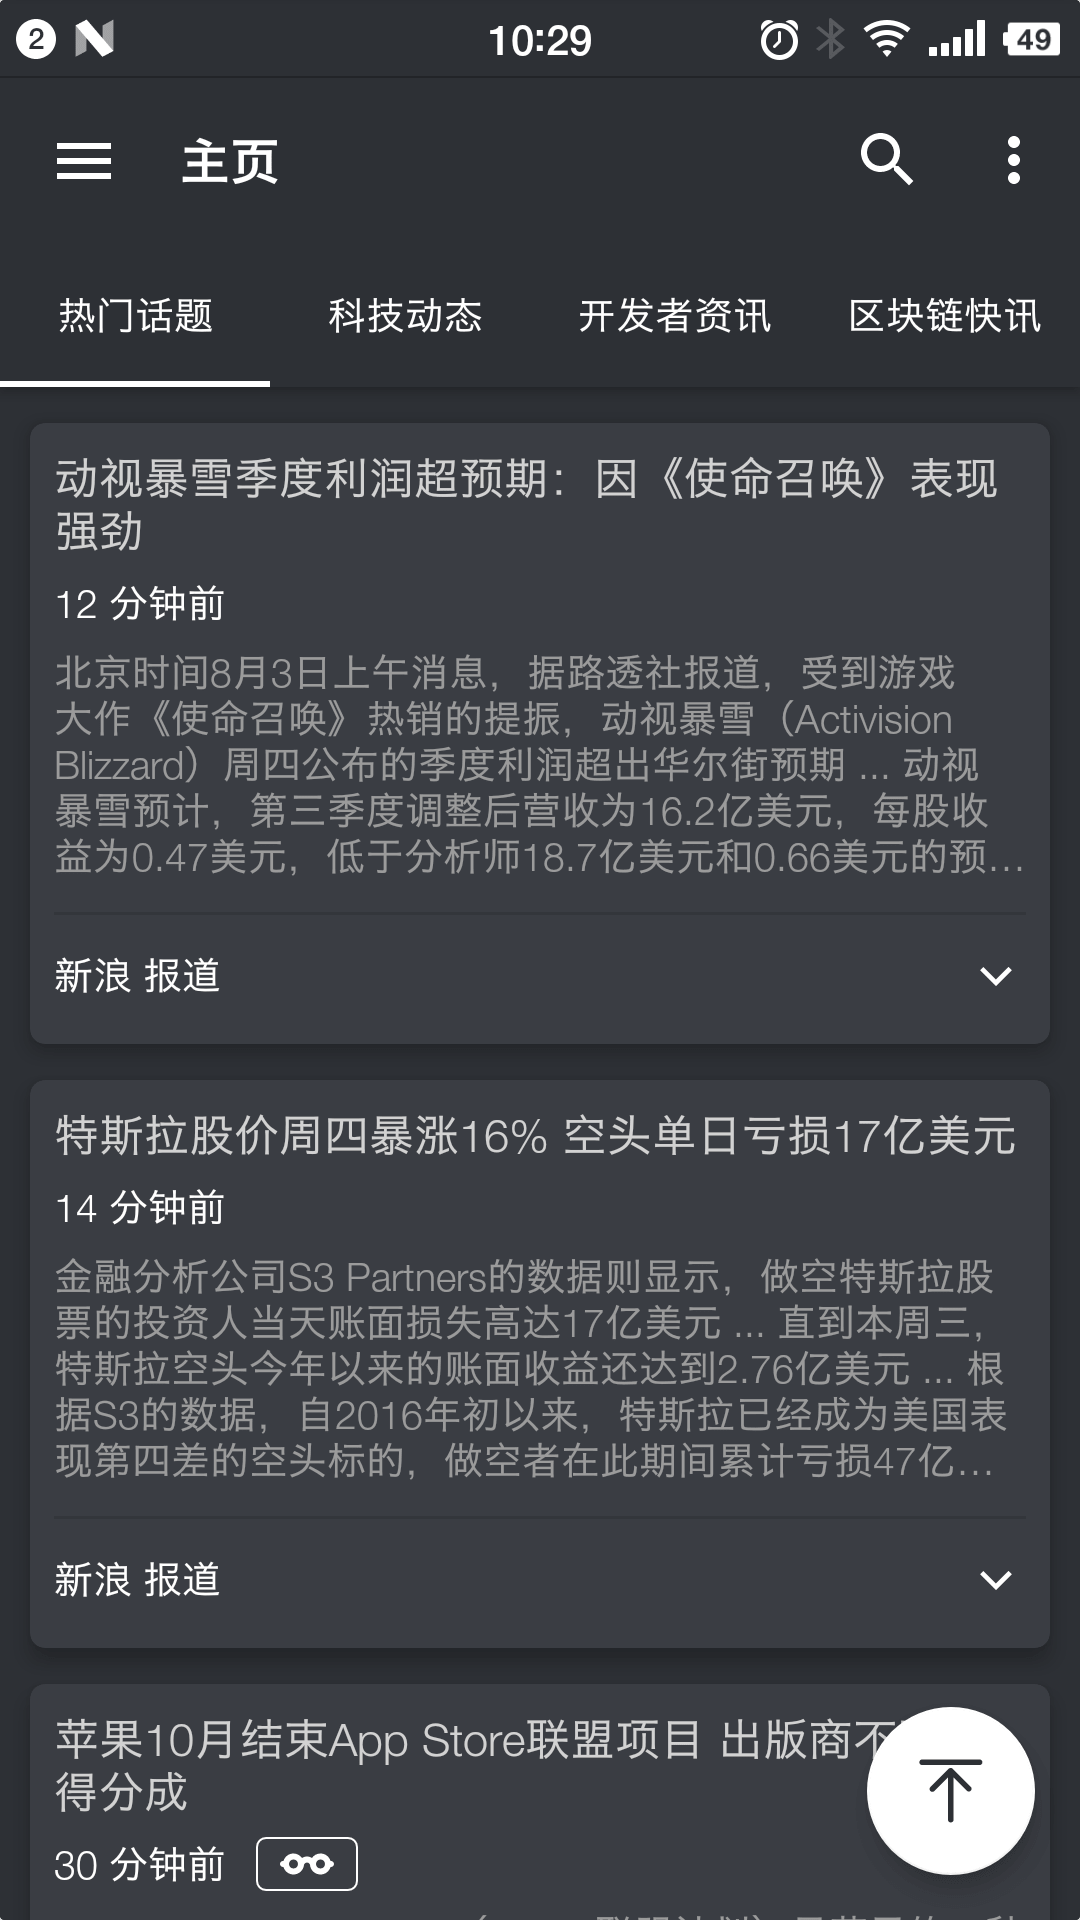 2
10:29
49
主页
热门话题 科技动态 开发者资讯 区块链快讯
动视暴雪季度利润超预期：因《使命召唤》表现
强劲
12 分钟前
北京时间8月3日上午消息，据路透社报道，受到游戏
大作《使命召唤》热销的提振，动视暴雪（Activision
Blizzard）周四公布的季度利润超出华尔街预期 ... 动视
暴雪预计，第三季度调整后营收为16.2亿美元，每股收
益为0.47美元，低于分析师18.7亿美元和0.66美元的预...
新浪 报道
特斯拉股价周四暴涨16% 空头单日亏损17亿美元
14 分钟前
金融分析公司S3 Partners的数据则显示，做空特斯拉股
票的投资人当天账面损失高达17亿美元 ... 直到本周三，
特斯拉空头今年以来的账面收益还达到2.76亿美元 ... 根
据S3的数据，自2016年初以来，特斯拉已经成为美国表
现第四差的空头标的，做空者在此期间累计亏损47亿...
新浪 报道
苹果10月结束App Store联盟项目 出版商不
得分成
30 分钟前